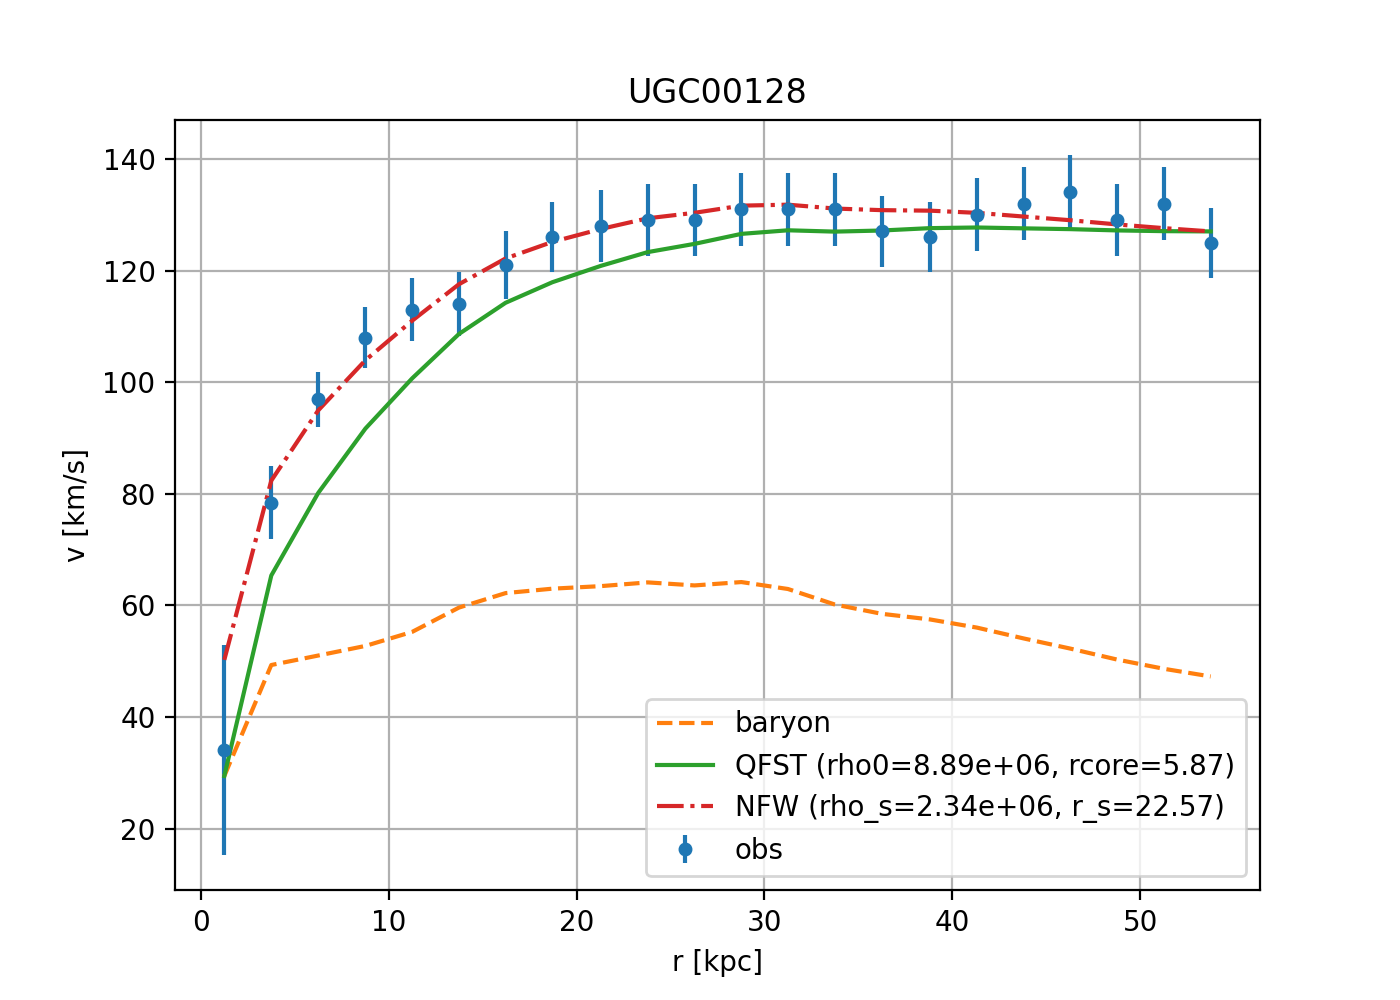 UGC00128
140
120
100
80
60
40
20
v [km/s]
baryon
QFST (rho0=8.89e+06, rcore=5.87)
NFW (rho_s=2.34e+06, r_s=22.57)
obs
0 10 20 30 40 50
r [kpc]